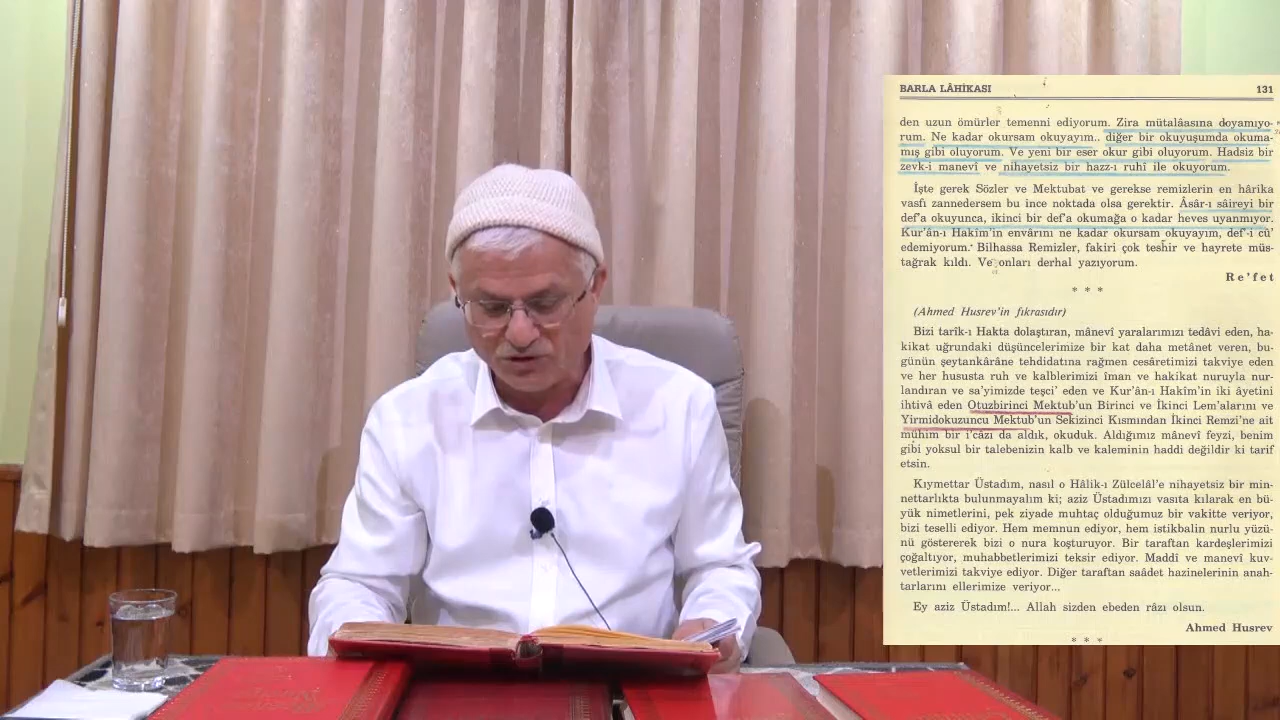 BARLA LÂHİKASI 131
den uzun ömürler temenni ediyorum. Zira mütalâasına doyamıyo-
rum. Ne kadar okursam okuyayım.. diğer bir okuyuşumda okuma-
mış gibi oluyorum. Ve yeni bir eser okur gibi oluyorum. Hadsiz bir
zevk-i manevî ve nihayetsiz bir hazz-ı ruhî ile okuyorum.
İşte gerek Sözler ve Mektubat ve gerekse remizlerin en hârika
vasfı zannedersem bu ince noktada olsa gerektir. Âsâr-ı sâireyi bir
def'a okuyunca, ikinci bir def'a okumağa o kadar heves uyanmıyor.
Kur'ân-ı Hakîm'in envârını ne kadar okursam okuyayım, def'-i cû'
edemiyorum. Bilhassa Remizler, fakiri çok teshir ve hayrete müs-
tağrak kıldı. Ve onları derhal yazıyorum.
Re'fet
* * *
(Ahmed Husrev'in fıkrasıdır)
Bizi tarîk-ı Hakta dolaştıran, mânevî yaralarımızı tedâvi eden, ha-
kikat uğrundaki düşüncelerimize bir kat daha metânet veren, bu-
günün şeytankârâne tehdidatına rağmen cesâretimizi takviye eden
ve her hususta ruh ve kalblerimizi îman ve hakikat nuruyla nur-
landıran ve sa'yimizde teşci' eden ve Kur'ân-ı Hakîm'in iki âyetini
ihtivâ eden Otuzbirinci Mektub'un Birinci ve İkinci Lem'alarını ve
Yirmidokuzuncu Mektub'un Sekizinci Kısmından İkinci Remzi'ne ait
mühim bir i'câzı da aldık, okuduk. Aldığımız mânevî feyzi, benim
gibi yoksul bir talebenizin kalb ve kaleminin haddi değildir ki tarif
etsin.
Kıymettar Üstadım, nasıl o Hâlik-ı Zülcelâl'e nihayetsiz bir min-
nettarlıkta bulunmayalım ki; aziz Üstadımızı vasıta kılarak en bü-
yük nimetlerini, pek ziyade muhtaç olduğumuz bir vakitte veriyor,
bizi teselli ediyor. Hem memnun ediyor, hem istikbalin nurlu yüzü-
nü göstererek bizi o nura koşturuyor. Bir taraftan kardeşlerimizi
çoğaltıyor, muhabbetlerimizi teksir ediyor. Maddî ve manevî kuv-
vetlerimizi takviye ediyor. Diğer taraftan saâdet hazinelerinin anah-
tarlarını ellerimize veriyor...
Ey aziz Üstadım!... Allah sizden ebeden râzı olsun.
Ahmed Husrev
* * *